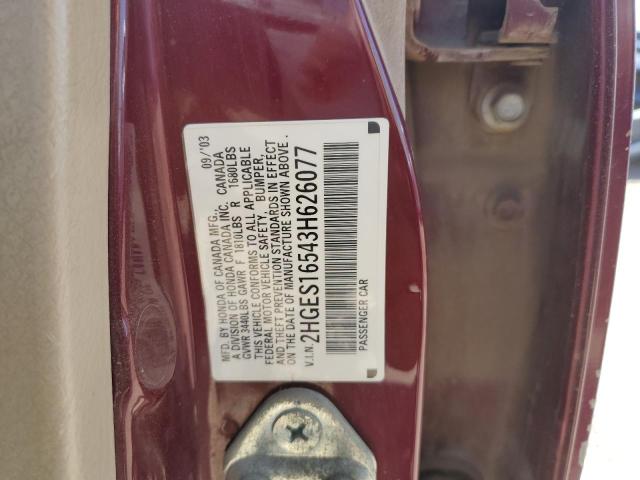 MFD. BY HONDA OF CANADA MFG., 09/'03
A DIVISION OF HONDA CANADA INC. CANADA
GVWR 3440LBS GAWR F 1810LBS R 1680LBS
THIS VEHICLE CONFORMS TO ALL APPLICABLE
FEDERAL MOTOR VEHICLE SAFETY, BUMPER,
AND THEFT PREVENTION STANDARDS IN EFFECT
ON THE DATE OF MANUFACTURE SHOWN ABOVE.
V.I.N. 2HGES16543H626077
PASSENGER CAR